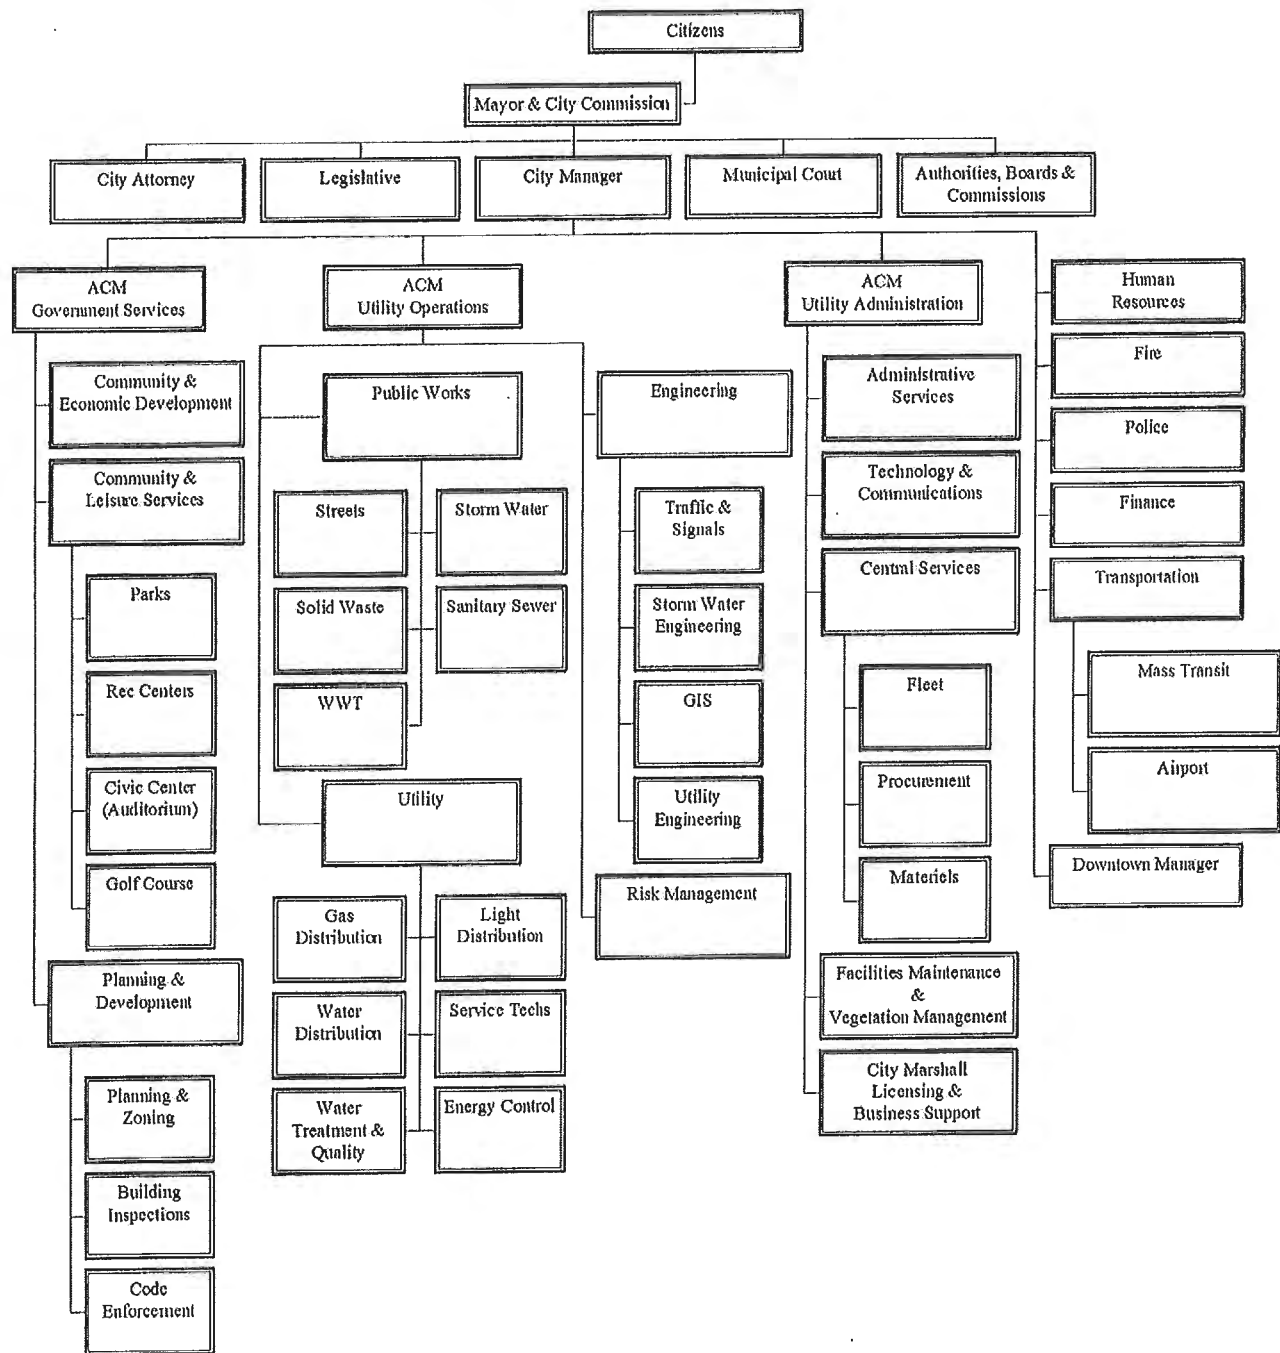 Citizens
Mayor & City Commission
City Attorney
Legislative
City Manager
Municipal Court
Authorities, Boards &
Commissions
ACM
Government Services
ACM
Utility Operations
ACM
Utility Administration
Human
Resources
Community &
Economic Development
Public Works
Engineering
Administrative
Services
Fire
Police
Community &
Leisure Services
Technology &
Communications
Finance
Streets
Storm Water
Traffic &
Signals
Central Services
Transportation
Parks
Solid Waste
Sanitary Sewer
Storm Water
Engineering
Rec Centers
WWT
GIS
Fleet
Mass Transit
Civic Center
(Auditorium)
Utility
Utility
Engineering
Procurement
Airport
Golf Course
Risk Management
Materiels
Downtown Manager
Gas
Distribution
Light
Distribution
Planning &
Development
Water
Distribution
Service Techs
Facilities Maintenance
&
Vegetation Management
Planning &
Zoning
Water
Treatment &
Quality
Energy Control
City Marshall
Licensing &
Business Support
Building
Inspections
Code
Enforcement